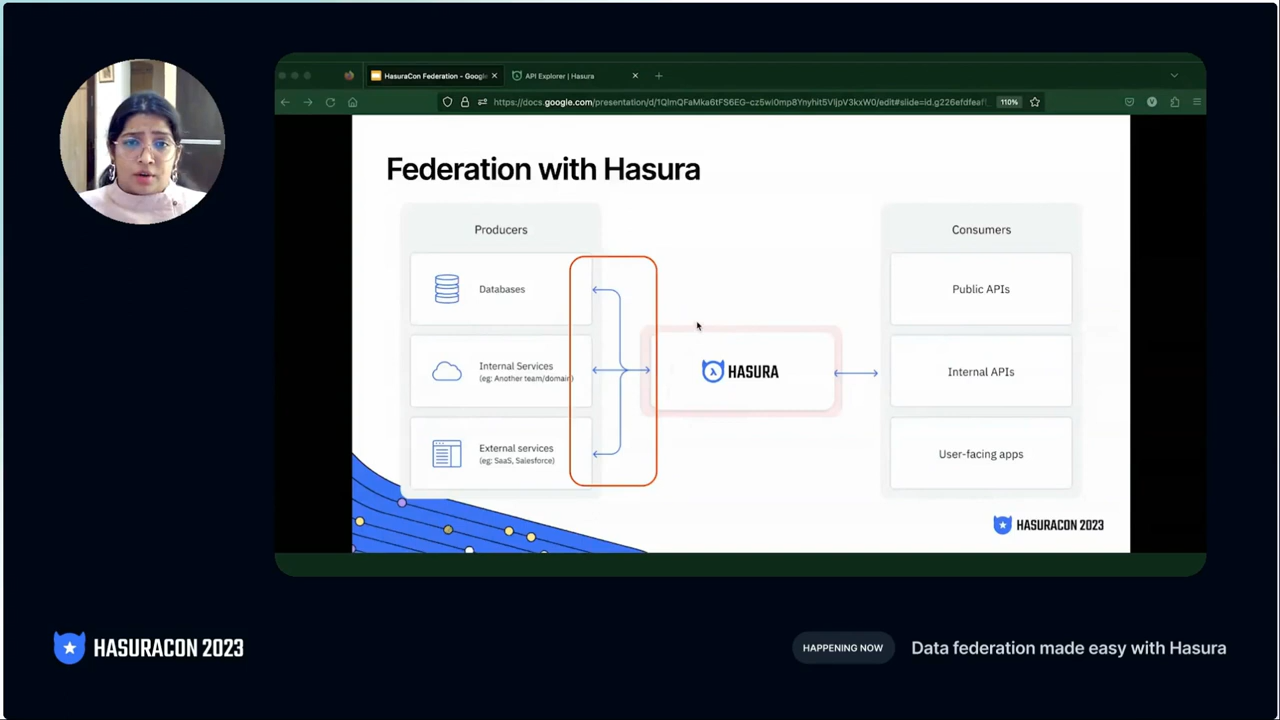 HasuraCon Federation - Google
API Explorer | Hasura
110%
Federation with Hasura
Producers
Databases
Internal Services
(eg: Another team/domain)
External services
(eg: SaaS, Salesforce)
HASURA
Consumers
Public APIs
Internal APIs
User-facing apps
HASURACON 2023
HASURACON 2023
HAPPENING NOW
Data federation made easy with Hasura